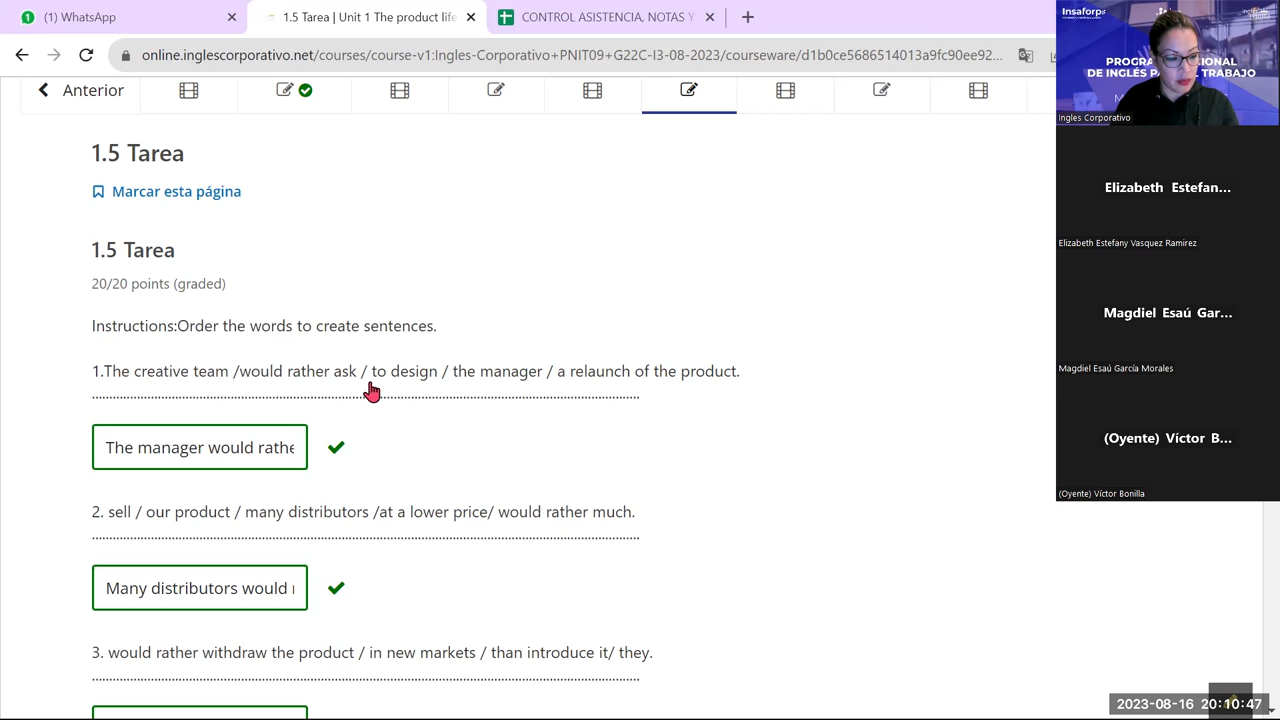 (1) WhatsApp
1.5 Tarea | Unit the product life
CONTROL ASISTENCIA NOTAS Y
online.inglescorporativo.net/courses/course-v1:Ingles-Corporativo+PNIT09+G22C-I3-08-2023/courseware/d1b0ce5686514013a9fc90ee92...
Anterior
1.5 Tarea
Marcar esta página
1.5 Tarea
20/20 points (graded)
Instructions:Order the words to create sentences.
1.The creative team /would rather ask / to design / the manager / a relaunch of the product.
The manager would rathe
2. sell / our product / many distributors /at a lower price/ would rather much.
Many distributors would
3. would rather withdraw the product / in new markets / than introduce it/ they.
Insaforp
DE INGLÉS TRABAJO
Ingles Corporativo
Elizabeth Estefan...
Elizabeth Estefany Vasquez Ramirez
Magdiel Esaú Gar...
Magdiel Esaú García Morales
(Oyente) Víctor B...
(Oyente) Víctor Bonilla
2023-08-16 20:10:47